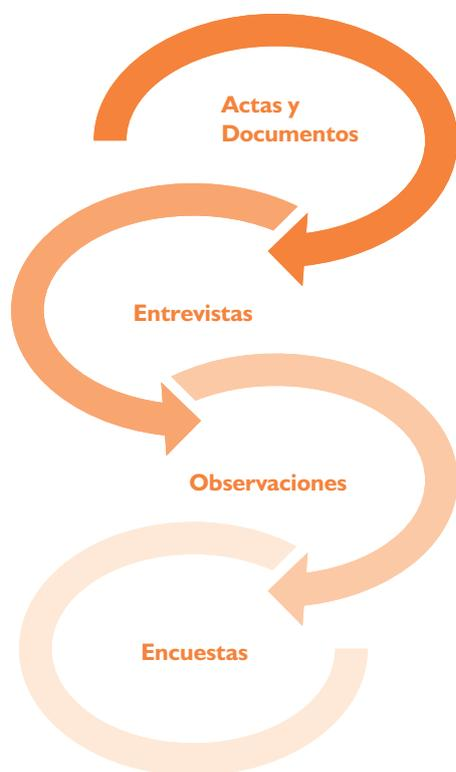 Actas y
Documentos
Entrevistas
Observaciones
Encuestas